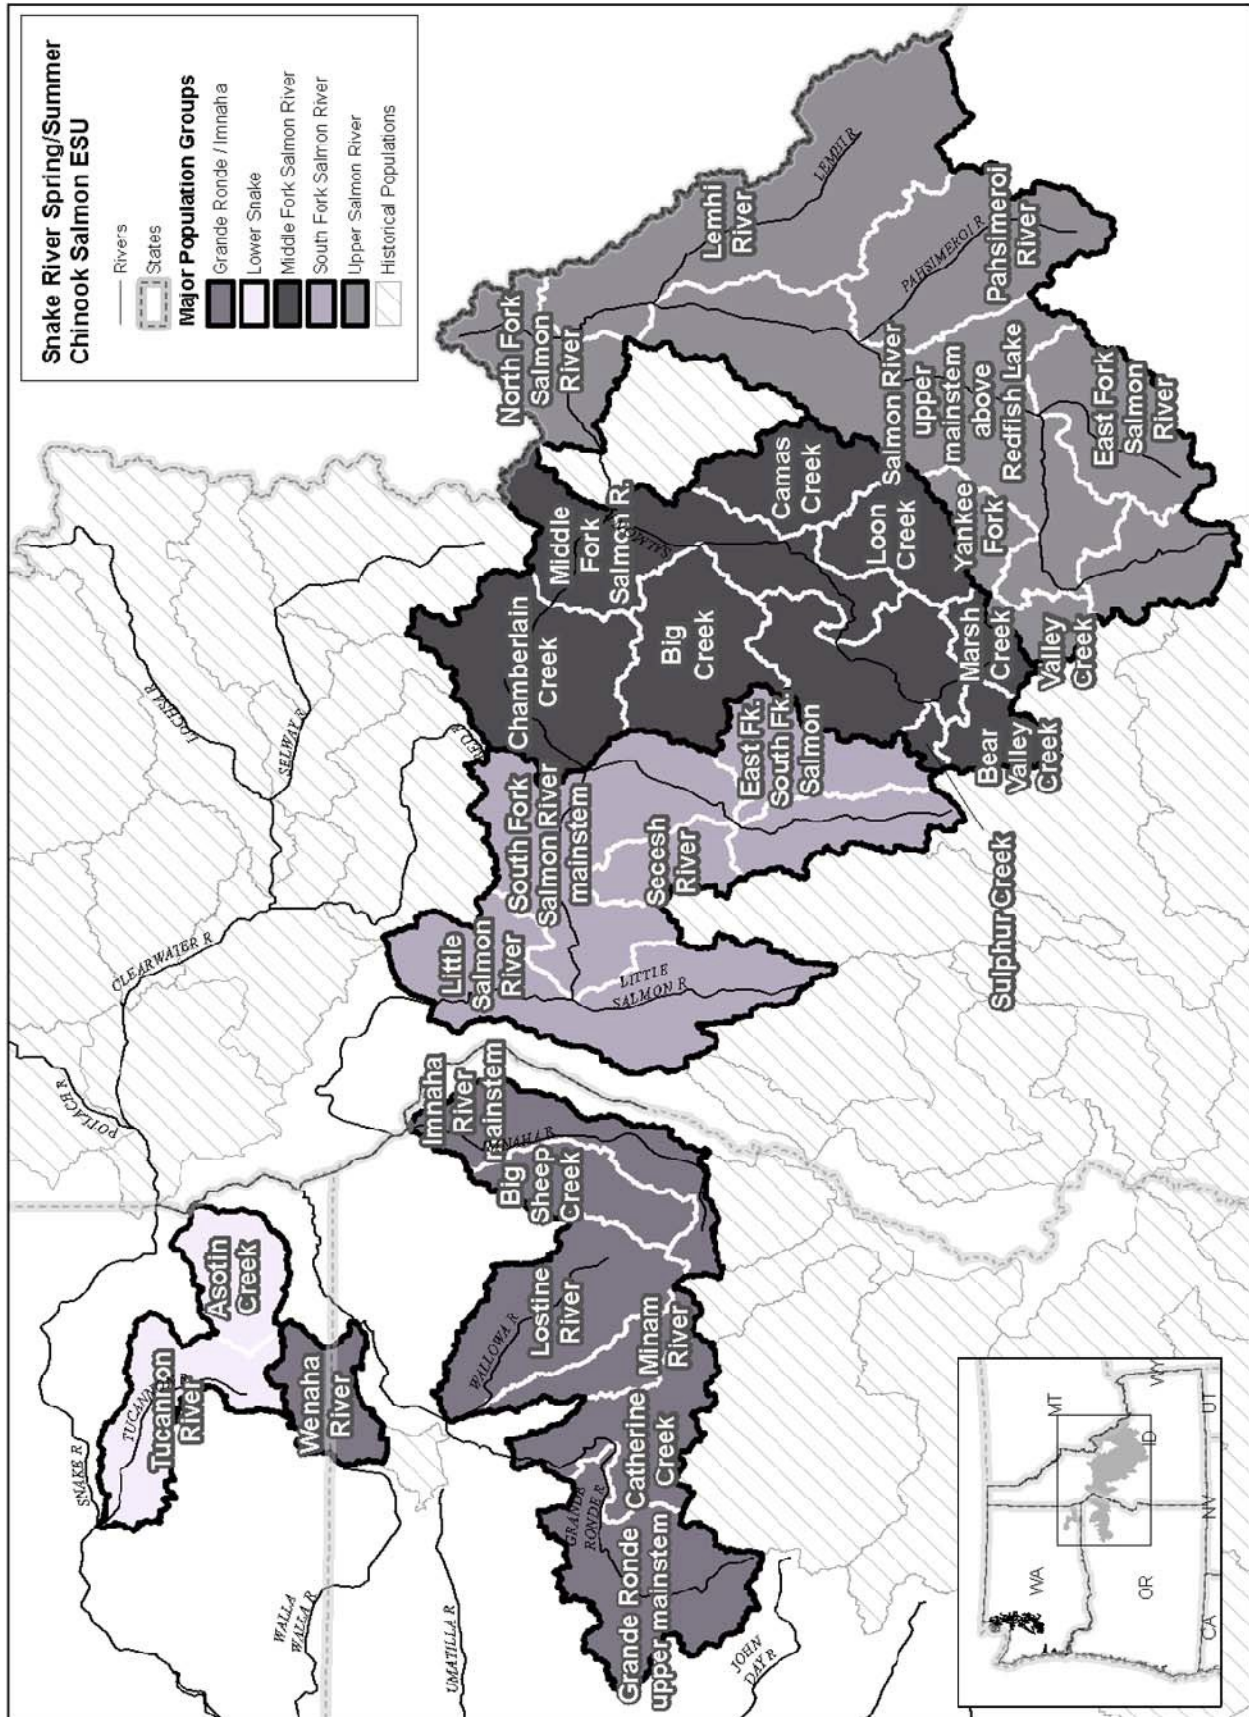 Snake River Spring/Summer
Chinook Salmon ESU
Rivers
States
Major Population Groups
Grande Ronde / Imnaha
Lower Snake
Middle Fork Salmon River
South Fork Salmon River
Upper Salmon River
Historical Populations
SNAKE R
TUCANN
Tucannon
River
Asotin
Creek
Wenaha
River
WALLA
WALLA R
UMATILLA R
JOHN
DAY R
POTLACH R
CLEARWATER R
LOCHSA R
SELWAY R
WALLOWA R
Lostine
River
Minam
River
GRANDE
RONDE R
Catherine
Creek
Grande Ronde
upper mainstem
Imnaha
River
mainstem
IMNAHA R
Big
Sheep
Creek
Little
Salmon
River
LITTLE
SALMON R
South Fork
Salmon River
mainstem
Secesh
River
East Fk.
South Fk.
Salmon
Chamberlain
Creek
Middle
Fork
Salmon R.
Big
Creek
Camas
Creek
Loon
Creek
Marsh
Creek
Bear
Valley
Creek
Sulphur Creek
North Fork
Salmon
River
Lemhi
River
LEMHI R
PAHSIMEROI R
Pahsimeroi
River
Salmon River
upper
mainstem
above
Redfish Lake
East Fork
Salmon
River
Yankee
Fork
Valley
Creek
WA
MT
OR
ID
WY
CA
NV
UT